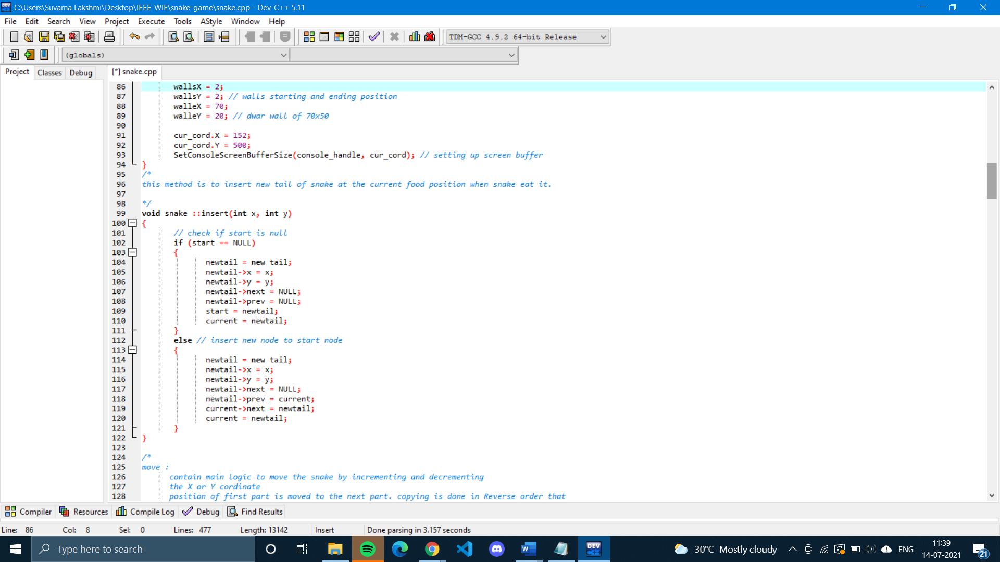 C:\Users\Suvarna Lakshmi\Desktop\IEEE-WIE\snake-game\snake.cpp - Dev-C++ 5.11
File Edit Search View Project Execute Tools AStyle Window Help
TDM-GCC 4.9.2 64-bit Release
(globals)
Project Classes Debug [*] snake.cpp
86 wallsX = 2;
87 wallsY = 2; // walls starting and ending position
88 walleX = 70;
89 walleY = 20; // dwar wall of 70x50
90
91 cur_cord.X = 152;
92 cur_cord.Y = 500;
93 SetConsoleScreenBufferSize(console_handle, cur_cord); // setting up screen buffer
94 }
95 /*
96 this method is to insert new tail of snake at the current food position when snake eat it.
97
98 */
99 void snake ::insert(int x, int y)
100 {
101 // check if start is null
102 if (start == NULL)
103 {
104 newtail = new tail;
105 newtail->x = x;
106 newtail->y = y;
107 newtail->next = NULL;
108 newtail->prev = NULL;
109 start = newtail;
110 current = newtail;
111 }
112 else // insert new node to start node
113 {
114 newtail = new tail;
115 newtail->x = x;
116 newtail->y = y;
117 newtail->next = NULL;
118 newtail->prev = current;
119 current->next = newtail;
120 current = newtail;
121 }
122 }
123
124 /*
125 move :
126 contain main logic to move the snake by incrementing and decrementing
127 the X or Y cordinate
128 position of first part is moved to the next part. copying is done in Reverse order that
Compiler Resources Compile Log Debug Find Results
Line: 86 Col: 8 Sel: 0 Lines: 477 Length: 13142 Insert Done parsing in 3.157 seconds
Type here to search
W
DEV C++
30°C Mostly cloudy
ENG
11:39
14-07-2021
21